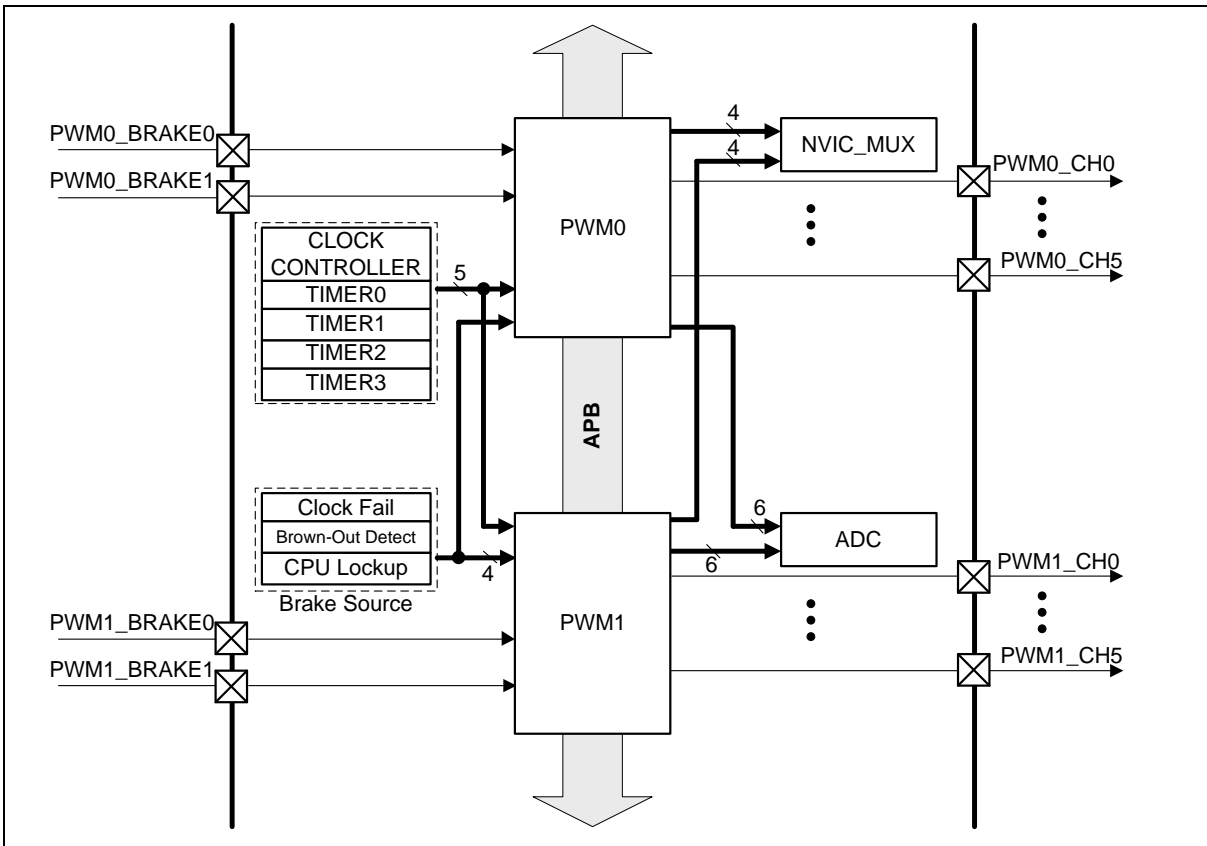 PWM0_BRAKE0
PWM0_BRAKE1
CLOCK
CONTROLLER
TIMER0
TIMER1
TIMER2
TIMER3
5
Clock Fail
Brown-Out Detect
CPU Lockup
Brake Source
4
PWM1_BRAKE0
PWM1_BRAKE1
PWM0
APB
PWM1
4
4
NVIC_MUX
PWM0_CH0
PWM0_CH5
6
6
ADC
PWM1_CH0
PWM1_CH5